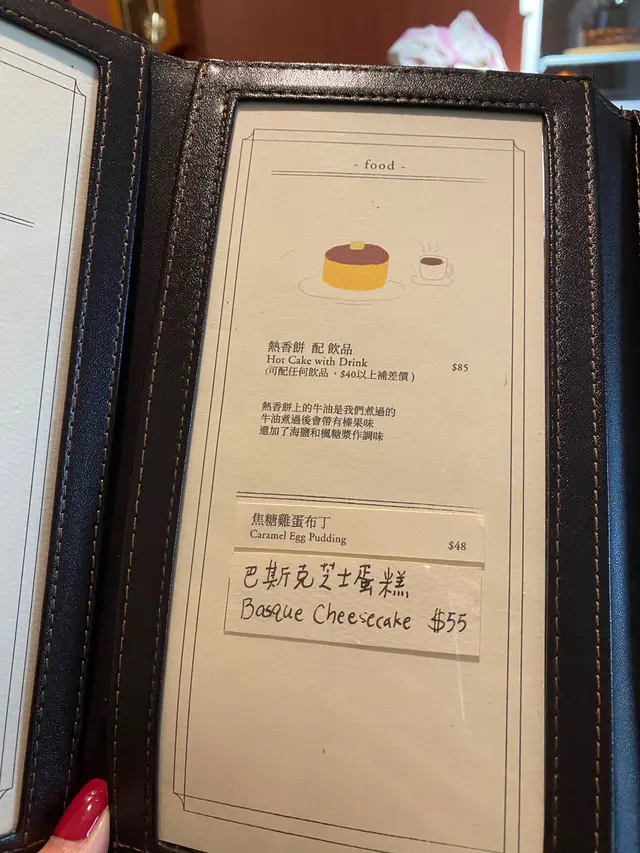 - food -
熱香餅 配 飲品
Hot Cake with Drink
$85
(可配任何飲品，$40以上補差價)
熱香餅上的牛油是我們煮過的
牛油煮過後會帶有榛果味
還加了海鹽和楓糖漿作調味
焦糖雞蛋布丁
Caramel Egg Pudding
$48
巴斯克芝士蛋糕
Basque Cheesecake $55